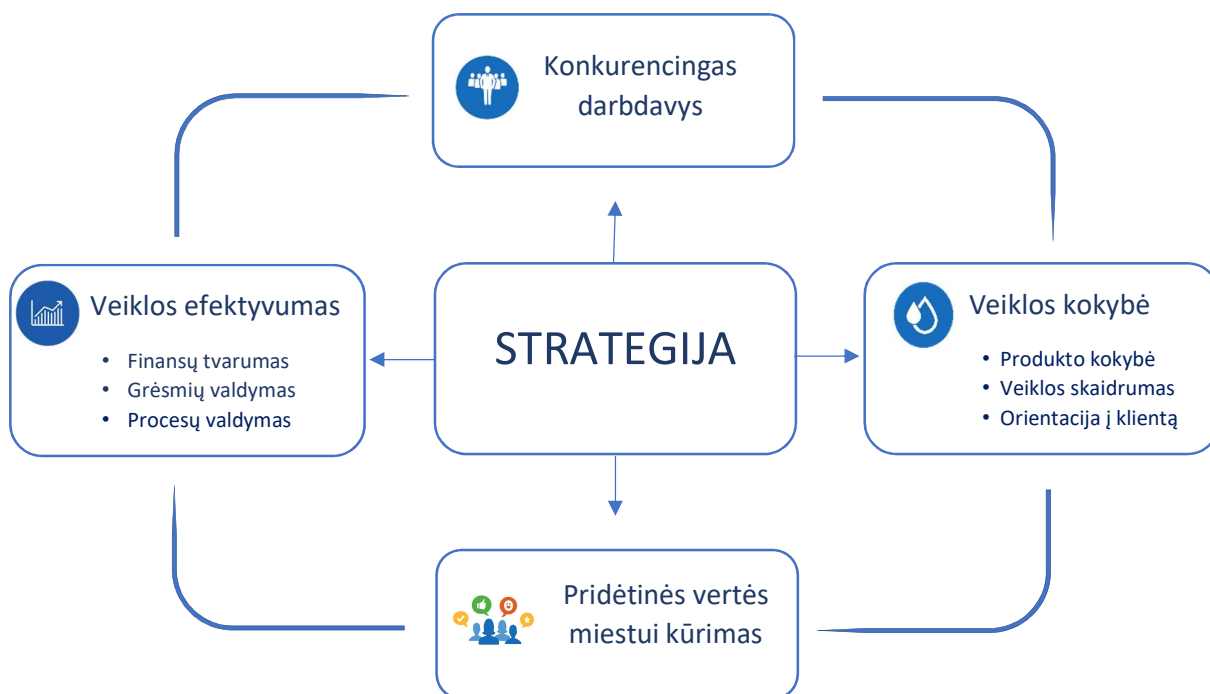 Konkurencingas
darbdavys
Veiklos efektyvumas
• Finansų tvarumas
• Grėsmių valdymas
• Procesų valdymas
STRATEGIJA
Veiklos kokybė
• Produkto kokybė
• Veiklos skaidrumas
• Orientacija į klientą
Pridėtinės vertės
miestui kūrimas